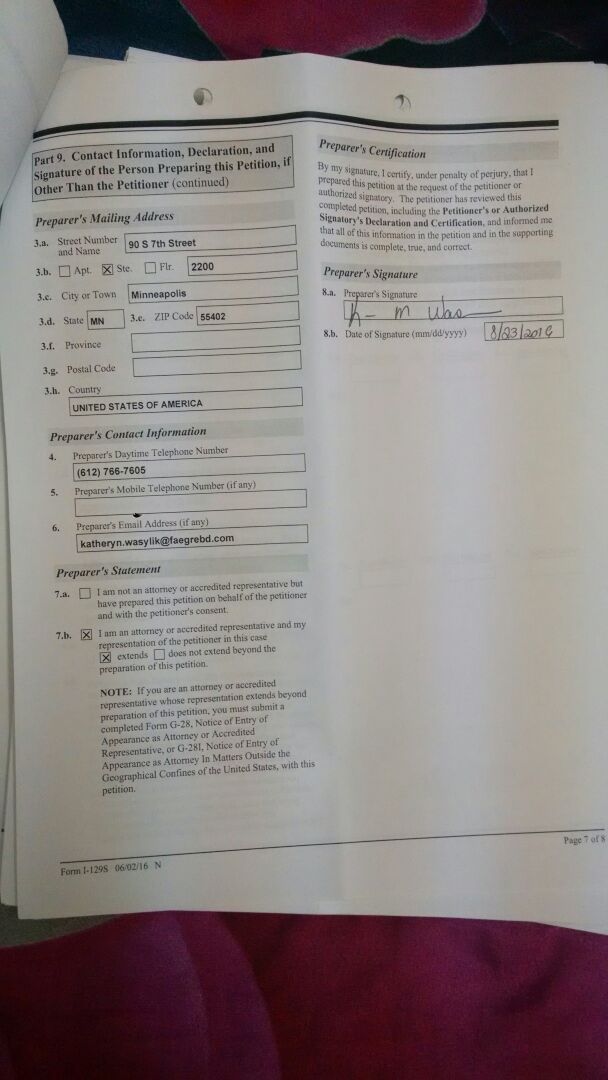 Part 9. Contact Information, Declaration, and
Signature of the Person Preparing this Petition, if
Other Than the Petitioner (continued)
Preparer's Mailing Address
3.a. Street Number and Name 90 S 7th Street
3.b. Apt. Ste. Flr. 2200
3.c. City or Town Minneapolis
3.d. State MN 3.e. ZIP Code 55402
3.f. Province
3.g. Postal Code
3.h. Country
UNITED STATES OF AMERICA
Preparer's Contact Information
4. Preparer's Daytime Telephone Number
(612) 766-7605
5. Preparer's Mobile Telephone Number (if any)
6. Preparer's Email Address (if any)
katheryn.wasylik@faegrebd.com
Preparer's Statement
7.a. I am not an attorney or accredited representative but
have prepared this petition on behalf of the petitioner
and with the petitioner's consent.
7.b. I am an attorney or accredited representative and my
representation of the petitioner in this case
extends does not extend beyond the
preparation of this petition.
NOTE: If you are an attorney or accredited
representative whose representation extends beyond
preparation of this petition, you must submit a
completed Form G-28, Notice of Entry of
Appearance as Attorney or Accredited
Representative, or G-28I, Notice of Entry of
Appearance as Attorney In Matters Outside the
Geographical Confines of the United States, with this
petition.
Preparer's Certification
By my signature, I certify, under penalty of perjury, that I
prepared this petition at the request of the petitioner or
authorized signatory. The petitioner has reviewed this
completed petition, including the Petitioner's or Authorized
Signatory's Declaration and Certification, and informed me
that all of this information in the petition and in the supporting
documents is complete, true, and correct.
Preparer's Signature
8.a. Preparer's Signature
8.b. Date of Signature (mm/dd/yyyy) 8/23/2016
Form I-129S 06/02/16 N
Page 7 of 8